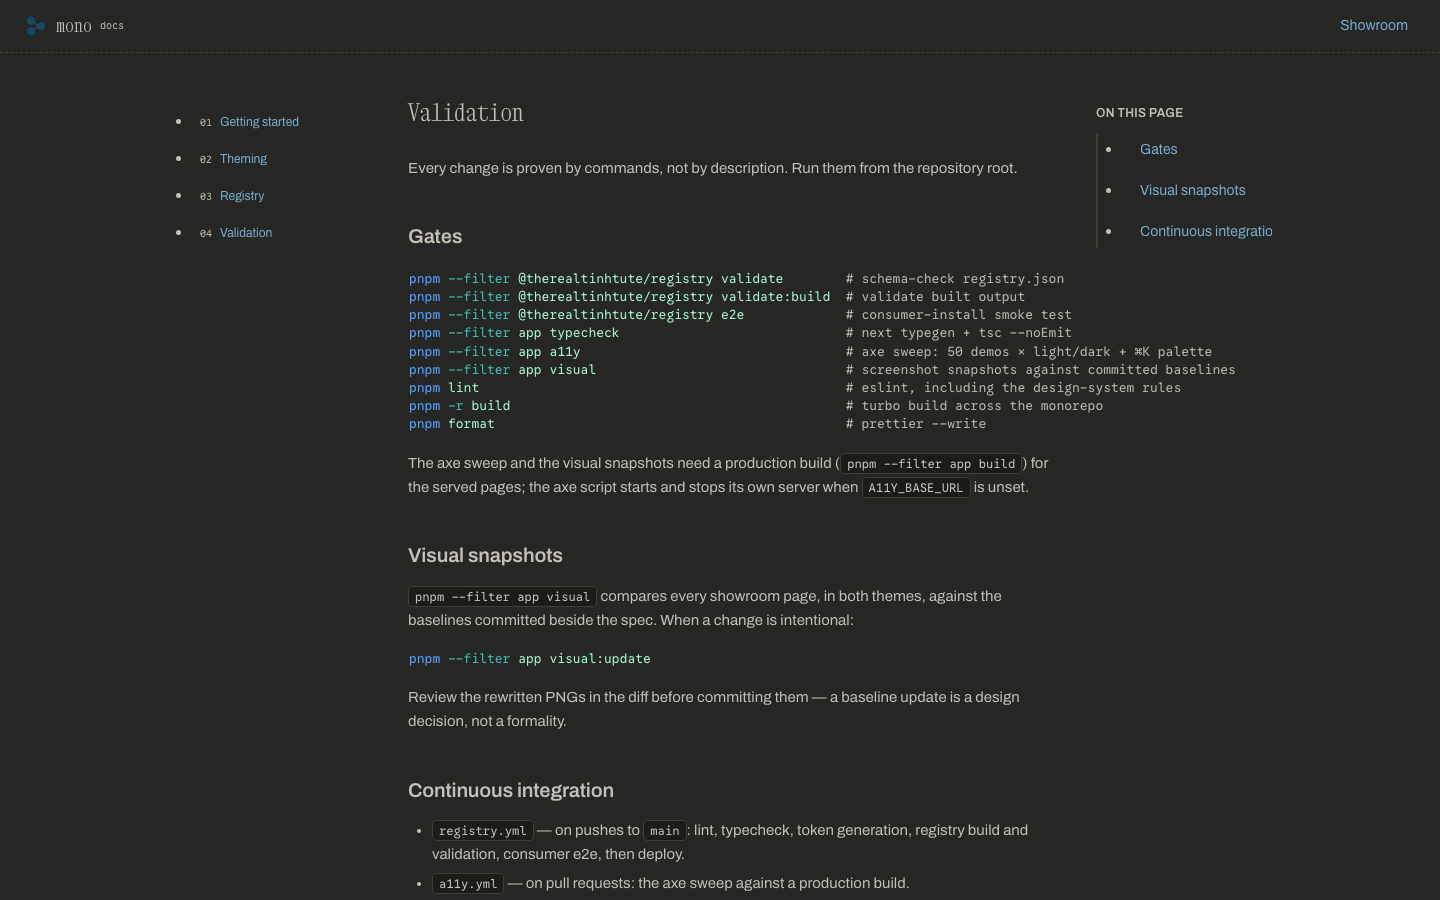 mono docs
Showroom
01 Getting started
02 Theming
03 Registry
04 Validation
Validation
Every change is proven by commands, not by description. Run them from the repository root.
Gates
pnpm --filter @therealtinhtute/registry validate # schema-check registry.json
pnpm --filter @therealtinhtute/registry validate:build # validate built output
pnpm --filter @therealtinhtute/registry e2e # consumer-install smoke test
pnpm --filter app typecheck # next typegen + tsc --noEmit
pnpm --filter app a11y # axe sweep: 50 demos × light/dark + ⌘K palette
pnpm --filter app visual # screenshot snapshots against committed baselines
pnpm lint # eslint, including the design-system rules
pnpm -r build # turbo build across the monorepo
pnpm format # prettier --write
The axe sweep and the visual snapshots need a production build (pnpm --filter app build) for
the served pages; the axe script starts and stops its own server when A11Y_BASE_URL is unset.
Visual snapshots
pnpm --filter app visual compares every showroom page, in both themes, against the
baselines committed beside the spec. When a change is intentional:
pnpm --filter app visual:update
Review the rewritten PNGs in the diff before committing them — a baseline update is a design
decision, not a formality.
Continuous integration
registry.yml — on pushes to main: lint, typecheck, token generation, registry build and
validation, consumer e2e, then deploy.
a11y.yml — on pull requests: the axe sweep against a production build.
ON THIS PAGE
Gates
Visual snapshots
Continuous integratio